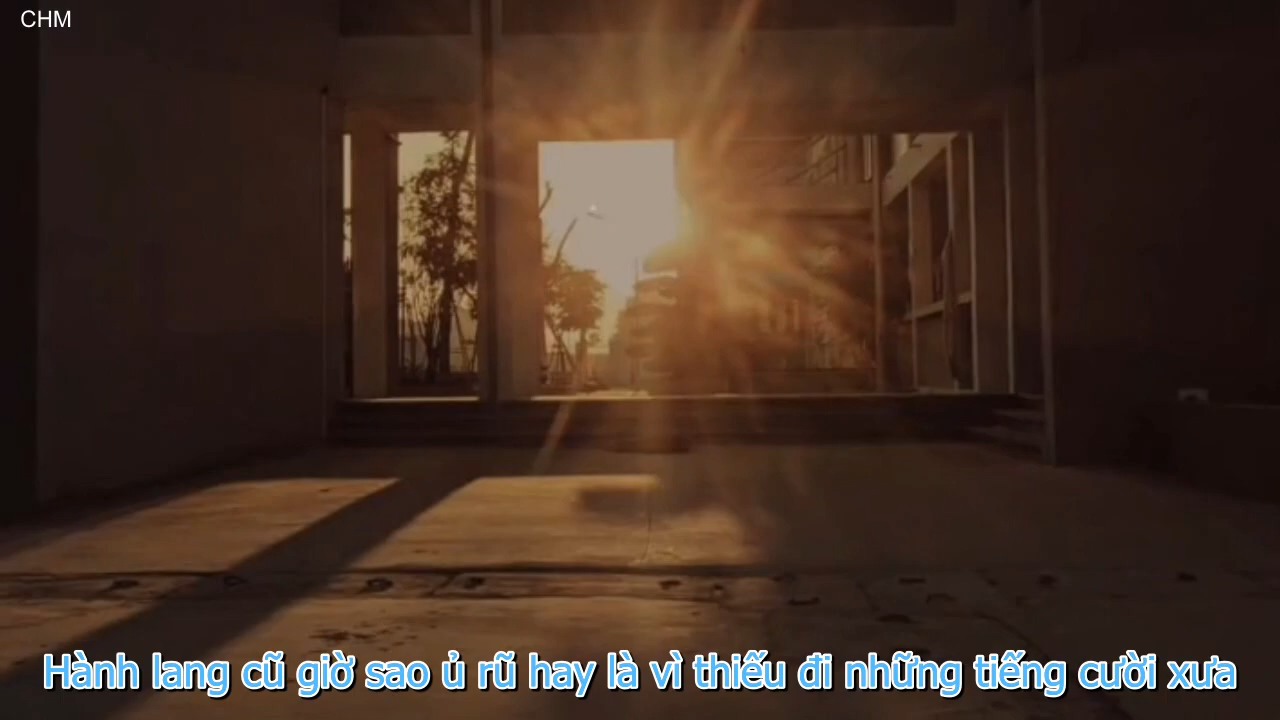 CHM
Hành lang cũ giờ sao ủ rũ hay là vì thiếu đi những tiếng cười xưa